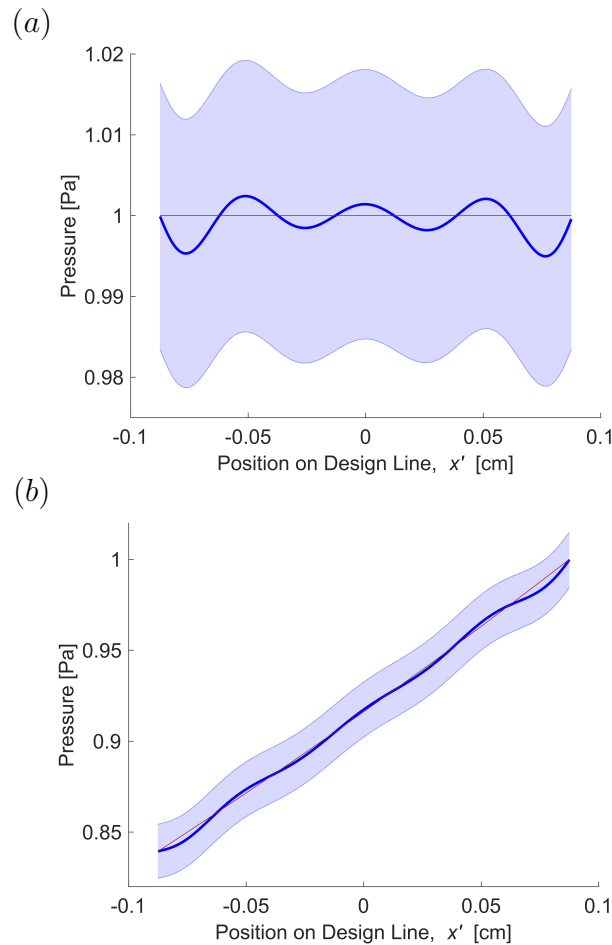 (a)
1.02
1.01
1
0.99
0.98
Pressure [Pa]
-0.1 -0.05 0 0.05 0.1
Position on Design Line, x′ [cm]
(b)
1
0.95
0.9
0.85
Pressure [Pa]
-0.1 -0.05 0 0.05 0.1
Position on Design Line, x′ [cm]